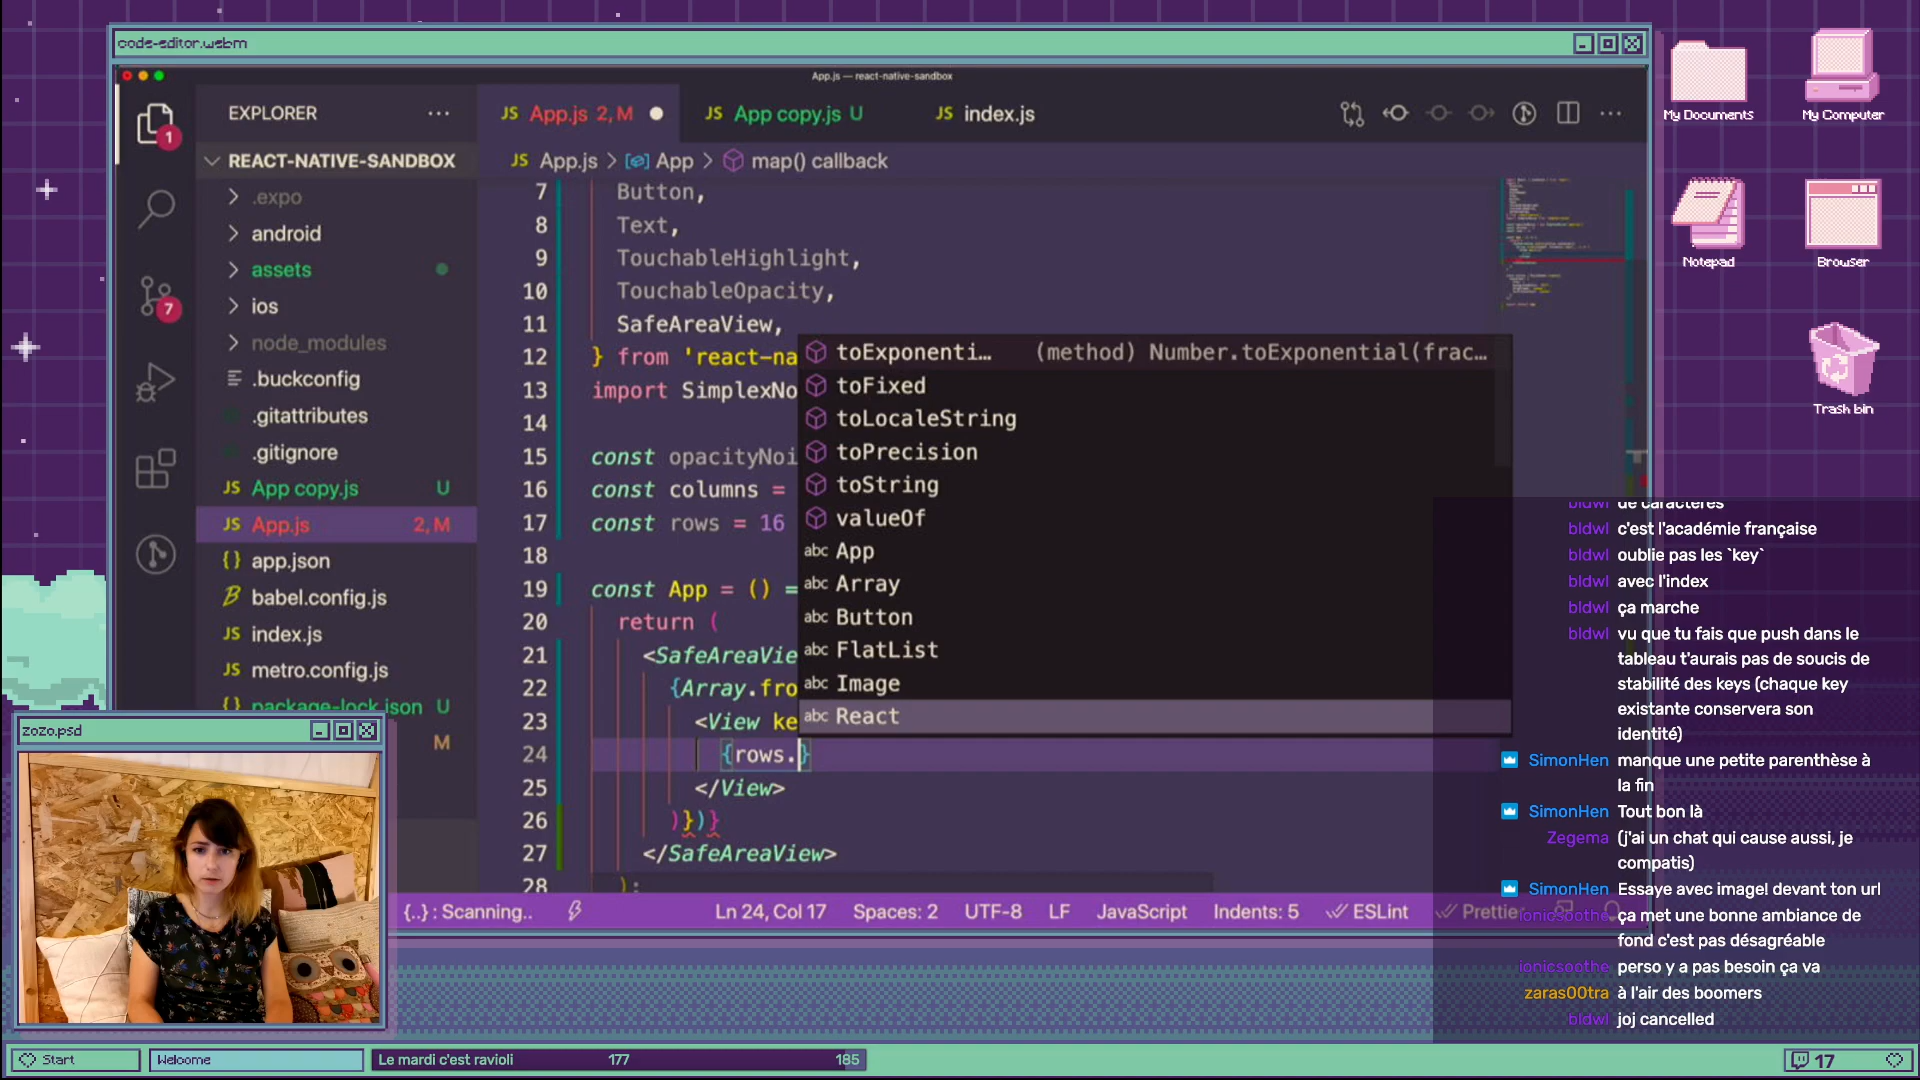 code-editor.webm
App.js — react-native-sandbox
EXPLORER
JS App.js 2, M
JS App copy.js U
JS index.js
REACT-NATIVE-SANDBOX
JS App.js > App > map() callback
.expo
android
assets
ios
node_modules
.buckconfig
.gitattributes
.gitignore
JS App copy.js U
JS App.js 2, M
{} app.json
babel.config.js
JS index.js
JS metro.config.js
package-lock.json U
M
1
7
7 Button,
8 Text,
9 TouchableHighlight,
10 TouchableOpacity,
11 SafeAreaView,
12 } from 'react-na
13 import SimplexNo
14
15 const opacityNoi
16 const columns =
17 const rows = 16
18
19 const App = () =
20 return (
21 <SafeAreaVie
22 {Array.fro
23 <View ke
24 {rows.}
25 </View>
26 )})}
27 </SafeAreaView>
28 );
toExponenti... (method) Number.toExponential(frac...
toFixed
toLocaleString
toPrecision
toString
valueOf
abc App
abc Array
abc Button
abc FlatList
abc Image
abc React
{..} : Scanning.. Ln 24, Col 17 Spaces: 2 UTF-8 LF JavaScript Indents: 5 ESLint Prettie
My Documents
My Computer
Notepad
Browser
Trash bin
bldwl de caractères
bldwl c'est l'académie française
bldwl oublie pas les `key`
bldwl avec l'index
bldwl ça marche
bldwl vu que tu fais que push dans le
tableau t'aurais pas de soucis de
stabilité des keys (chaque key
existante conservera son
identité)
SimonHen manque une petite parenthèse à
la fin
SimonHen Tout bon là
Zegema (j'ai un chat qui cause aussi, je
compatis)
SimonHen Essaye avec image! devant ton url
ionicsoothe ça met une bonne ambiance de
fond c'est pas désagréable
ionicsoothe perso y a pas besoin ça va
zaras00tra à l'air des boomers
bldwl joj cancelled
zozo.psd
Start
Welcome
Le mardi c'est ravioli 177 185
17